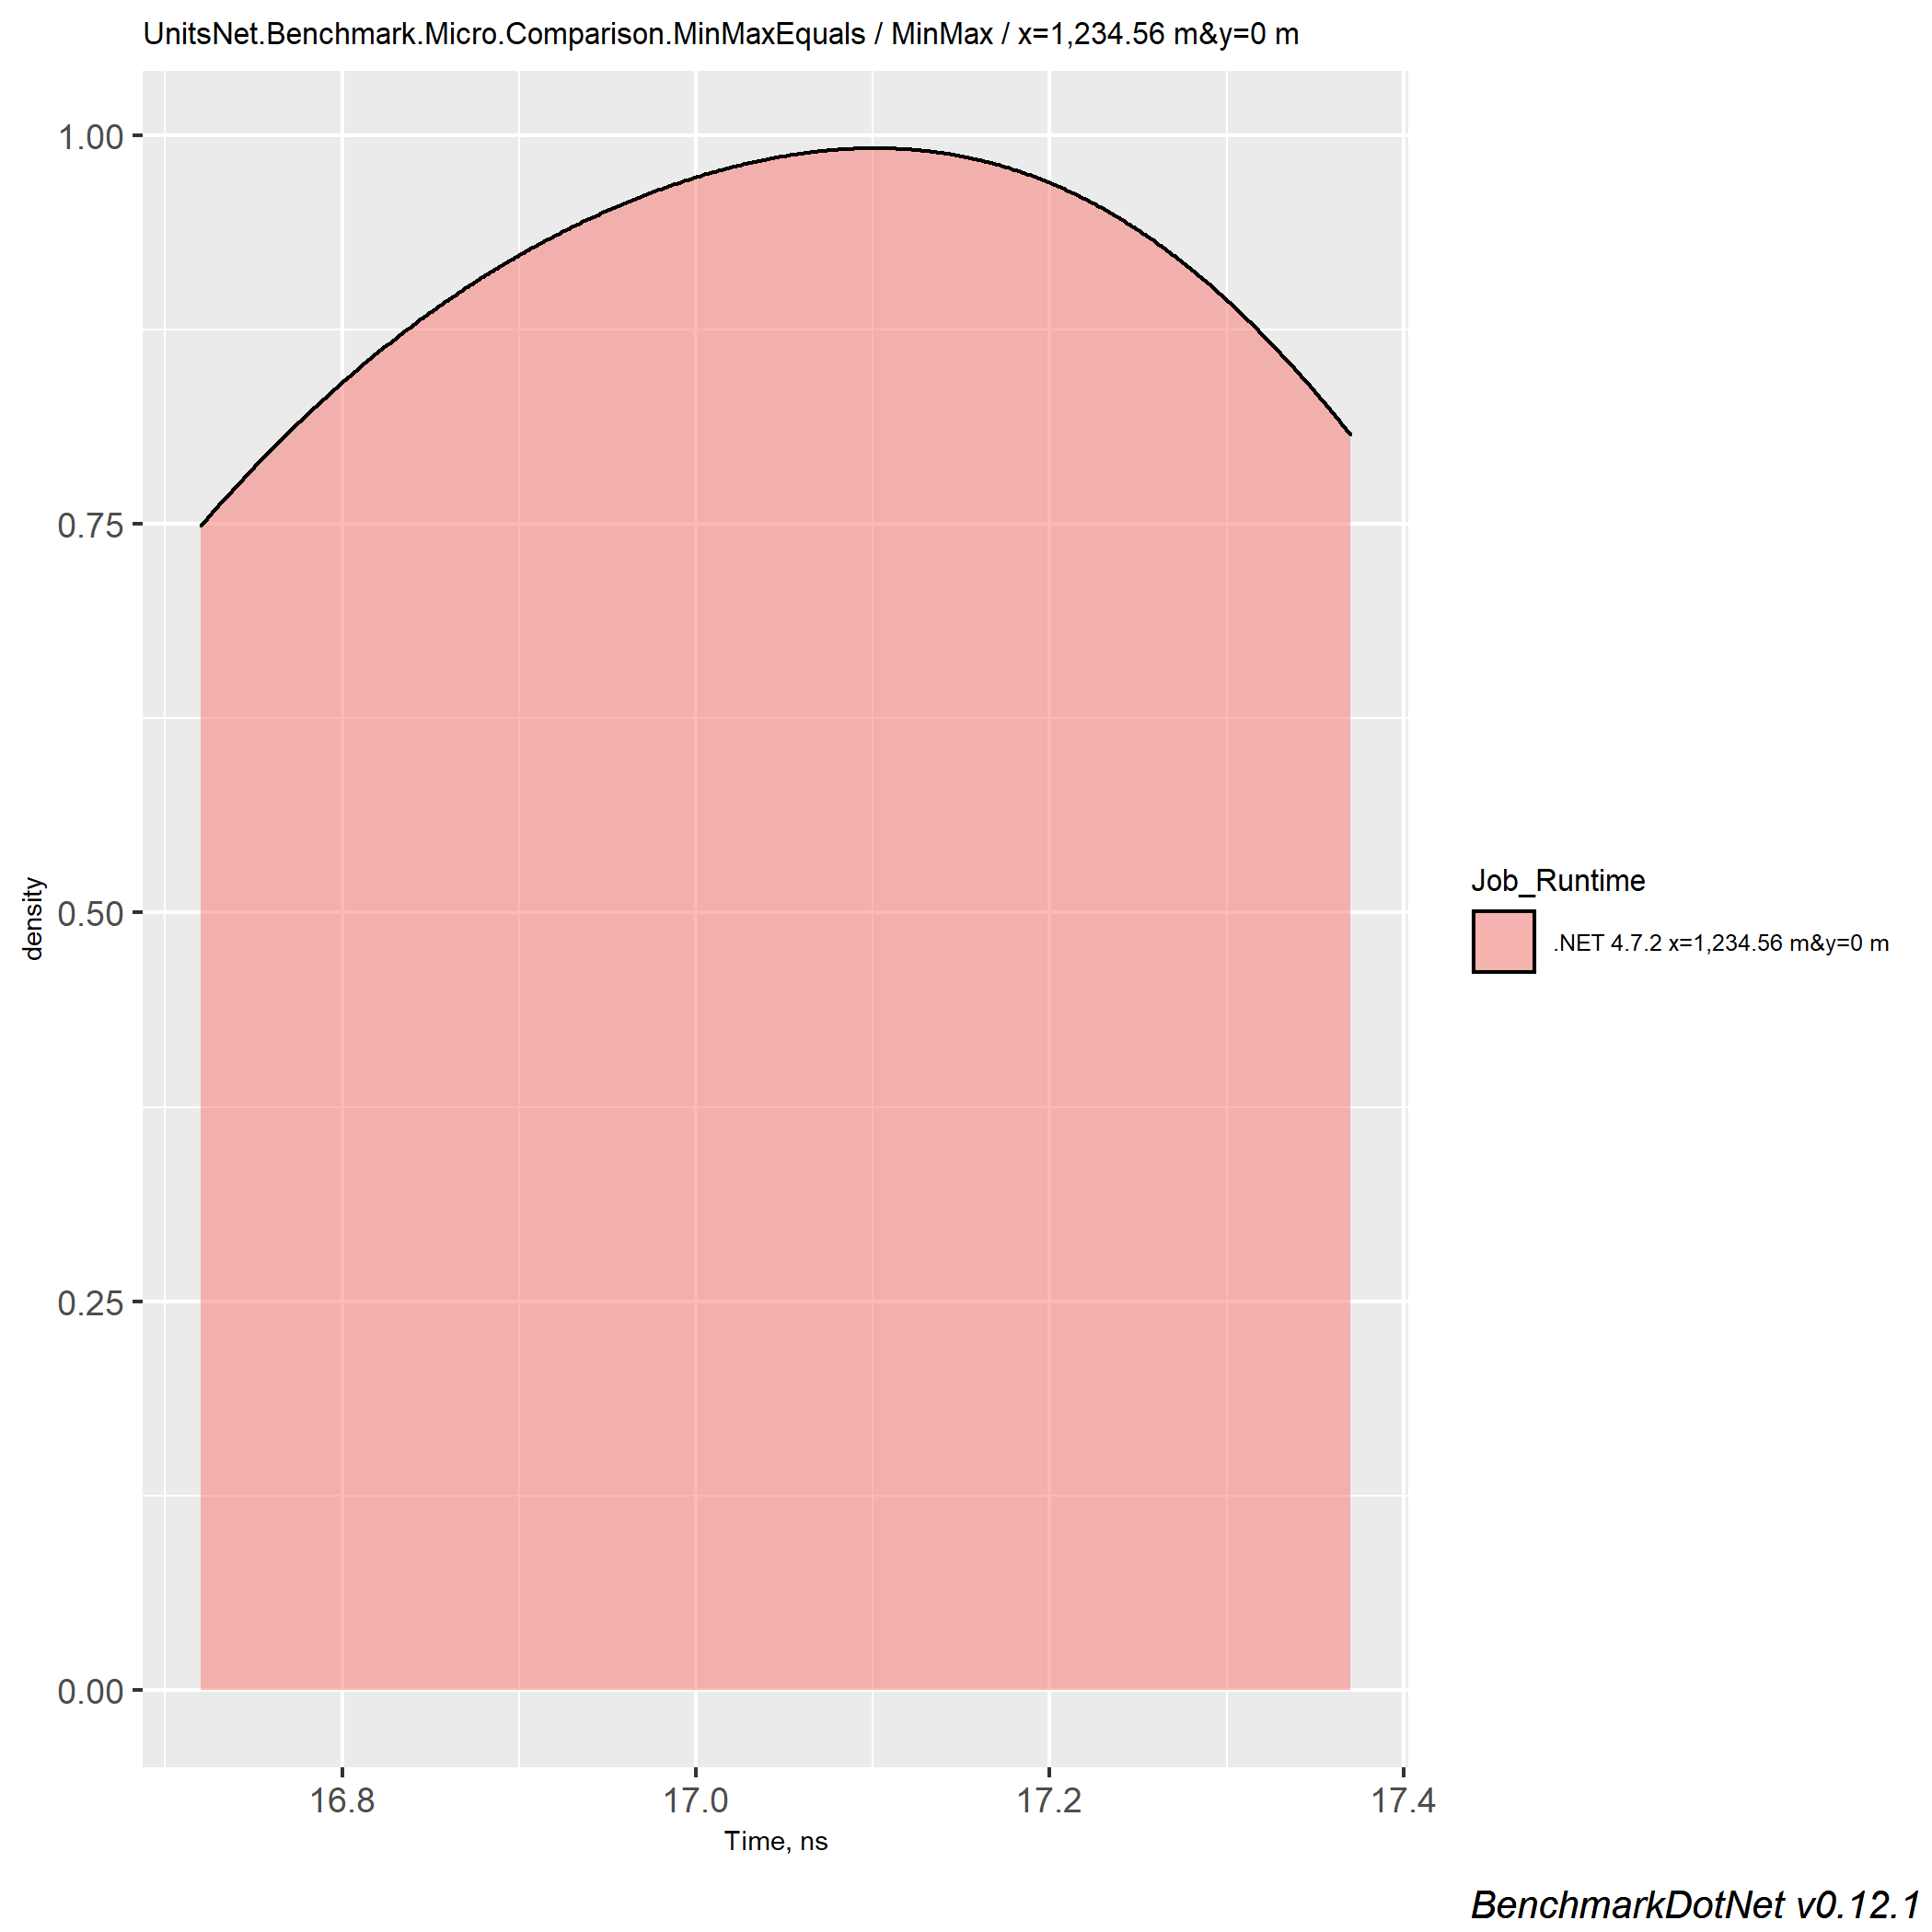 UnitsNet.Benchmark.Micro.Comparison.MinMaxEquals / MinMax / x=1,234.56 m&y=0 m
1.00
0.75
0.50
0.25
0.00
density
16.8 17.0 17.2 17.4
Time, ns
Job_Runtime
.NET 4.7.2 x=1,234.56 m&y=0 m
BenchmarkDotNet v0.12.1